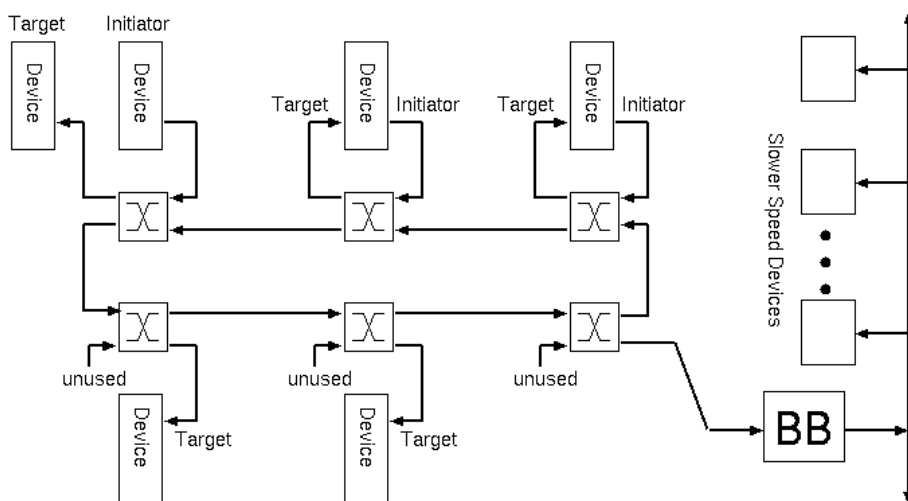 Target
Initiator
Device
Device
Target
Device
Initiator
Target
Device
Initiator
Slower Speed Devices
unused
unused
unused
Device
Target
Device
Target
BB